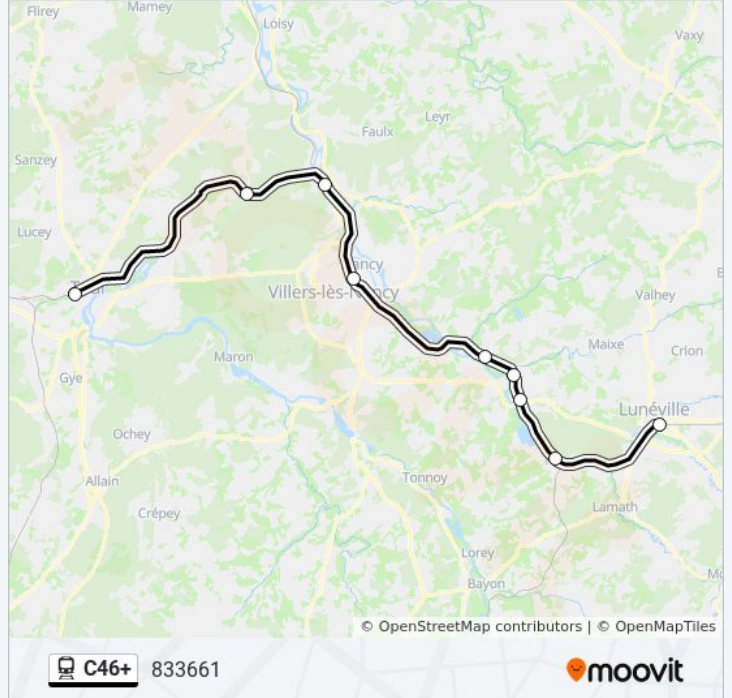 Flirey
Mamey
Loisy
Vaxy
Leyr
Faulx
Sanzey
Lucey
ancy
Villers-lès-Nancy
Valhey
Maron
Maixe
Crion
Gye
Lunéville
Ochey
Allain
Tonnoy
Crépey
Lamath
Lorey
Bayon
© OpenStreetMap contributors | © OpenMapTiles
C46+ 833661
moovit